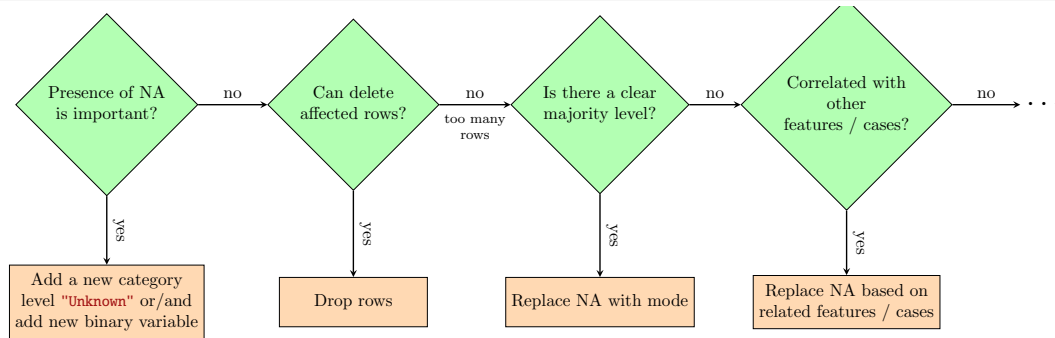 Presence of NA
is important?
no
Can delete
affected rows?
no
too many
rows
Is there a clear
majority level?
no
Correlated with
other
features / cases?
no
yes
yes
yes
yes
Add a new category
level "Unknown" or/and
add new binary variable
Drop rows
Replace NA with mode
Replace NA based on
related features / cases